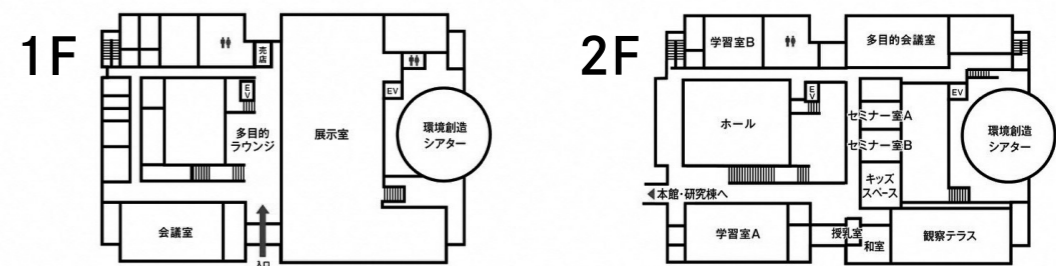 1F
売
店
EV
EV
多目的
ラウンジ
展示室
環境創造
シアター
会議室
入口
2F
学習室B
多目的会議室
EV
EV
ホール
セミナー室A
セミナー室B
環境創造
シアター
キッズ
スペース
本館・研究棟へ
学習室A
授乳室
和室
観察テラス